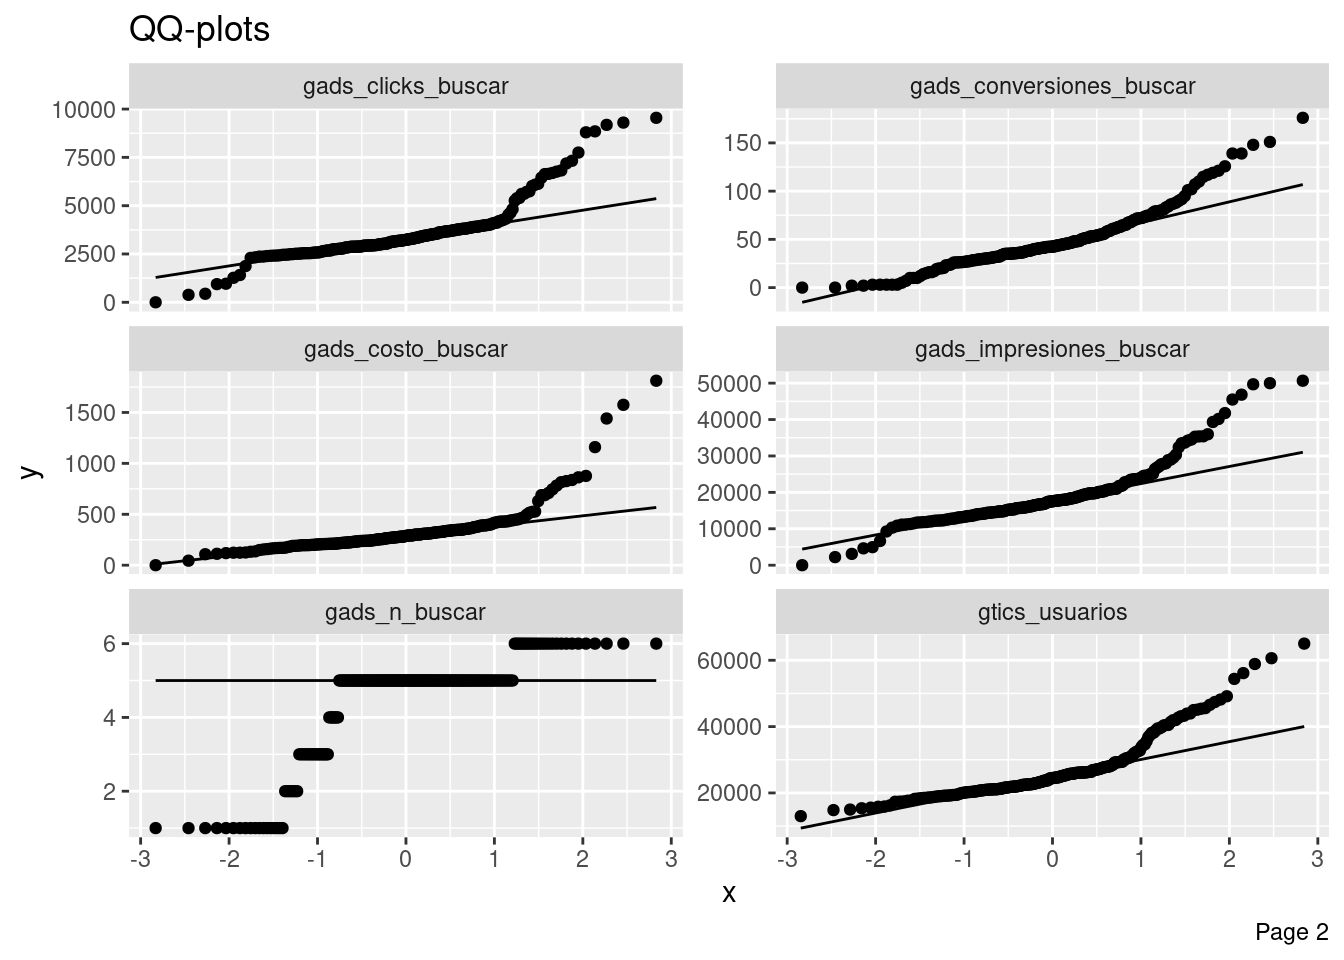 QQ-plots
gads_clicks_buscar
gads_conversiones_buscar
10000
7500
5000
2500
0
150
100
50
0
gads_costo_buscar
gads_impresiones_buscar
1500
1000
500
0
50000
40000
30000
20000
10000
0
y
gads_n_buscar
gtics_usuarios
6
4
2
60000
40000
20000
-3 -2 -1 0 1 2 3
-3 -2 -1 0 1 2 3
x
Page 2